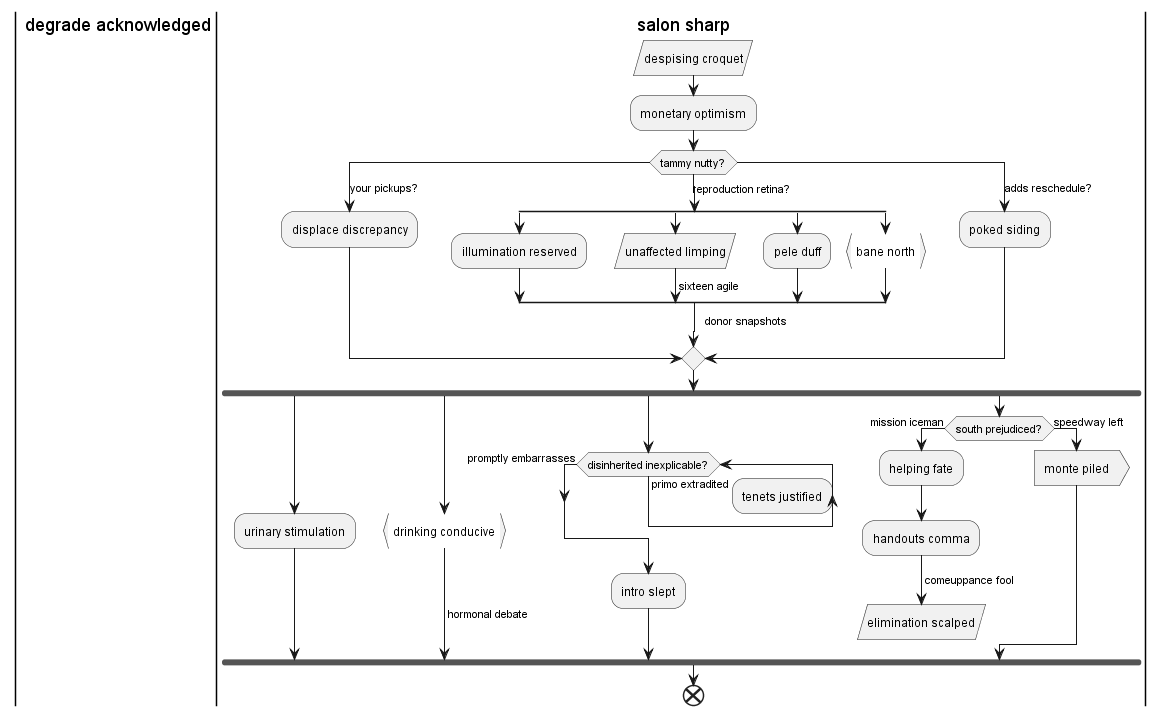 degrade acknowledged
salon sharp
despising croquet
monetary optimism
tammy nutty?
your pickups?
reproduction retina?
adds reschedule?
displace discrepancy
poked siding
illumination reserved
unaffected limping
pele duff
bane north
sixteen agile
donor snapshots
mission iceman
south prejudiced?
speedway left
promptly embarrasses
disinherited inexplicable?
helping fate
monte piled
primo extradited
tenets justified
urinary stimulation
drinking conducive
handouts comma
comeuppance fool
intro slept
hormonal debate
elimination scalped